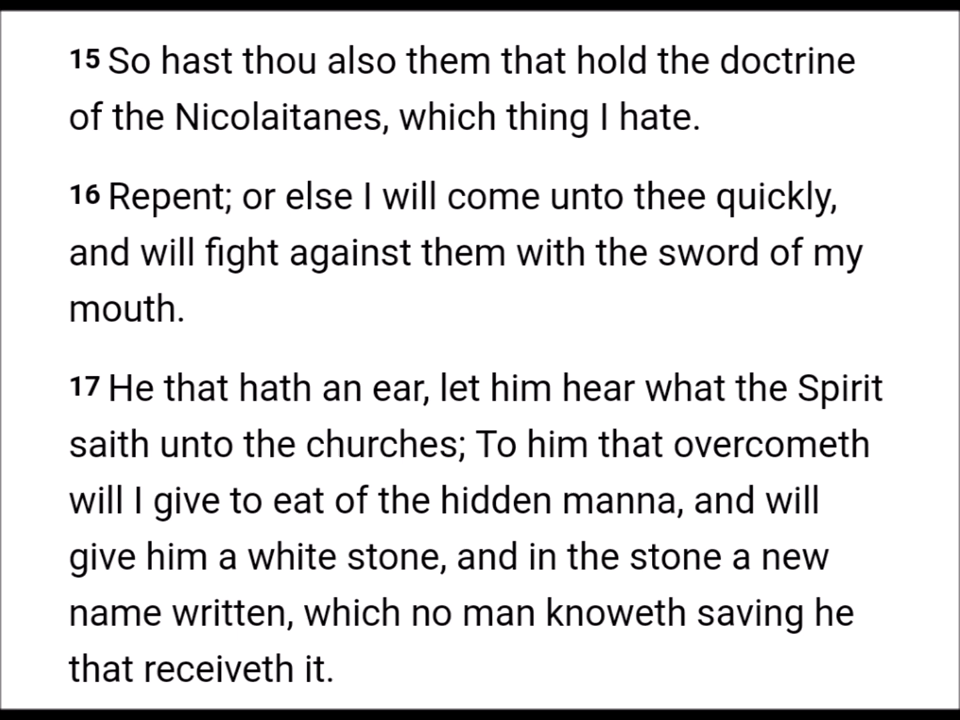 15 So hast thou also them that hold the doctrine
of the Nicolaitanes, which thing I hate.
16 Repent; or else I will come unto thee quickly,
and will fight against them with the sword of my
mouth.
17 He that hath an ear, let him hear what the Spirit
saith unto the churches; To him that overcometh
will I give to eat of the hidden manna, and will
give him a white stone, and in the stone a new
name written, which no man knoweth saving he
that receiveth it.